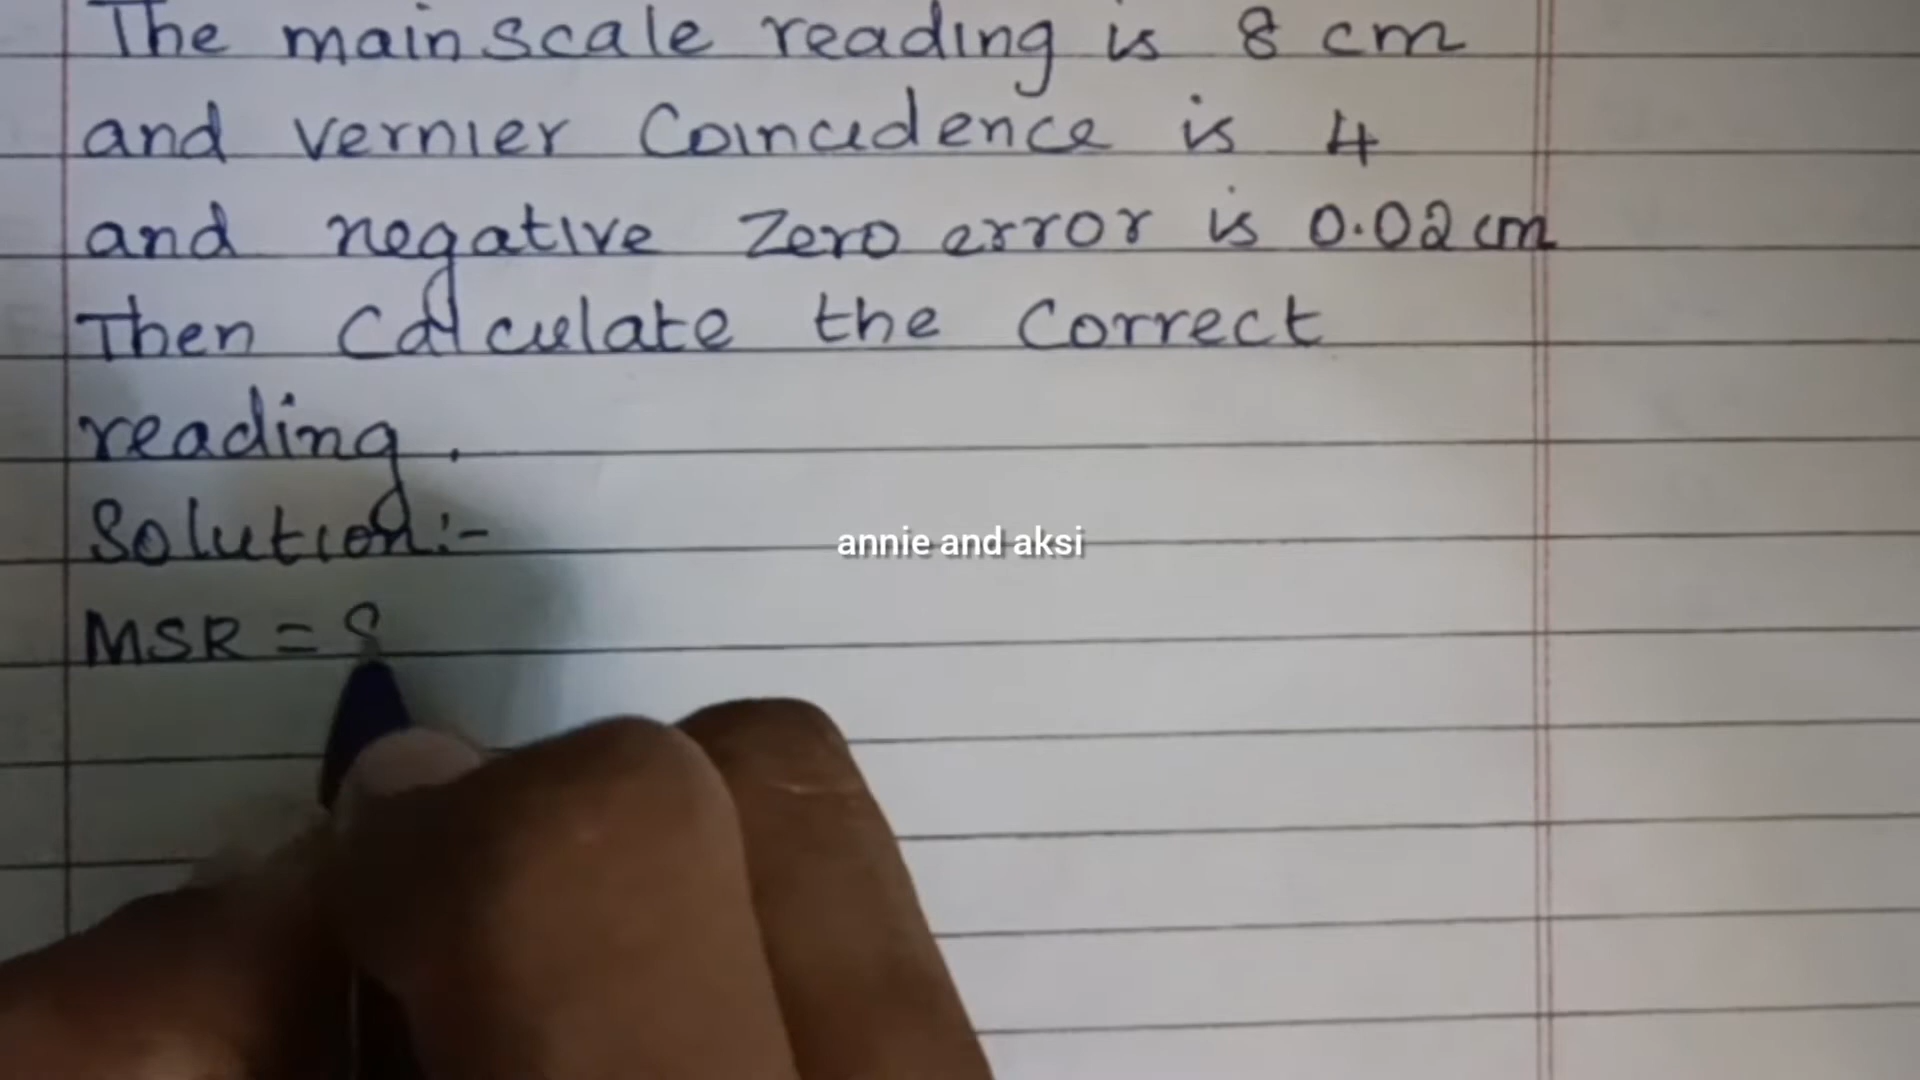 The main scale reading is 8 cm
and vernier Coincidence is 4
and negative Zero error is 0.02 cm
Then Calculate the Correct
reading.
Solution:-
annie and aksi
MSR = 8